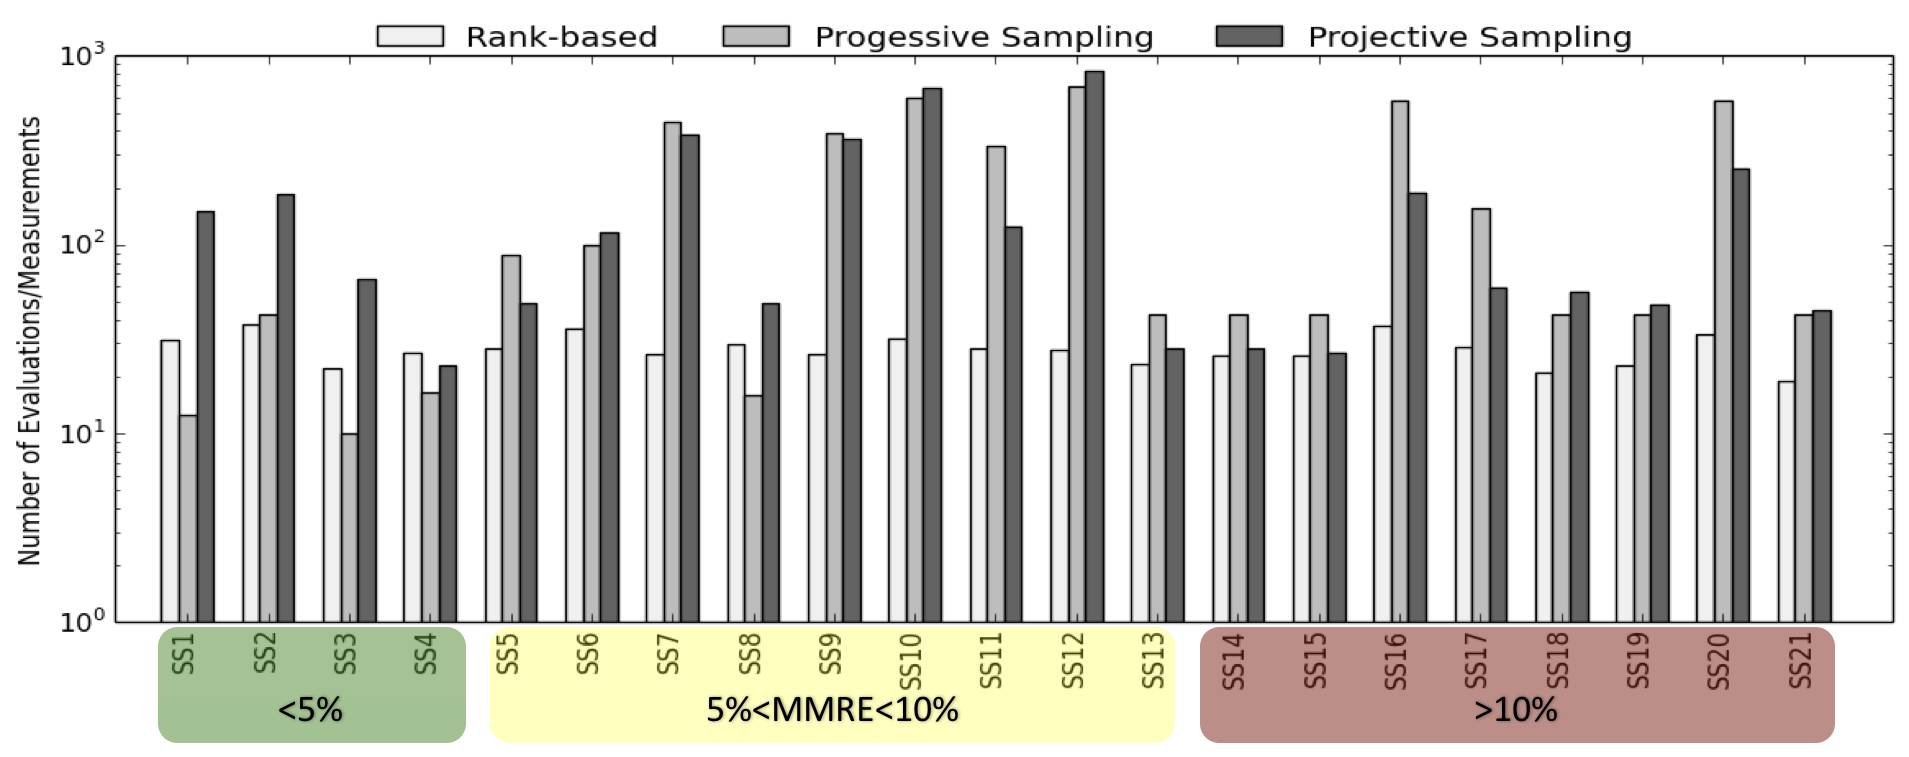 Rank-based Progessive Sampling Projective Sampling
Number of Evaluations/Measurements
10³
10²
10¹
10⁰
SS1 SS2 SS3 SS4 SS5 SS6 SS7 SS8 SS9 SS10 SS11 SS12 SS13 SS14 SS15 SS16 SS17 SS18 SS19 SS20 SS21
<5% 5%<MMRE<10% >10%